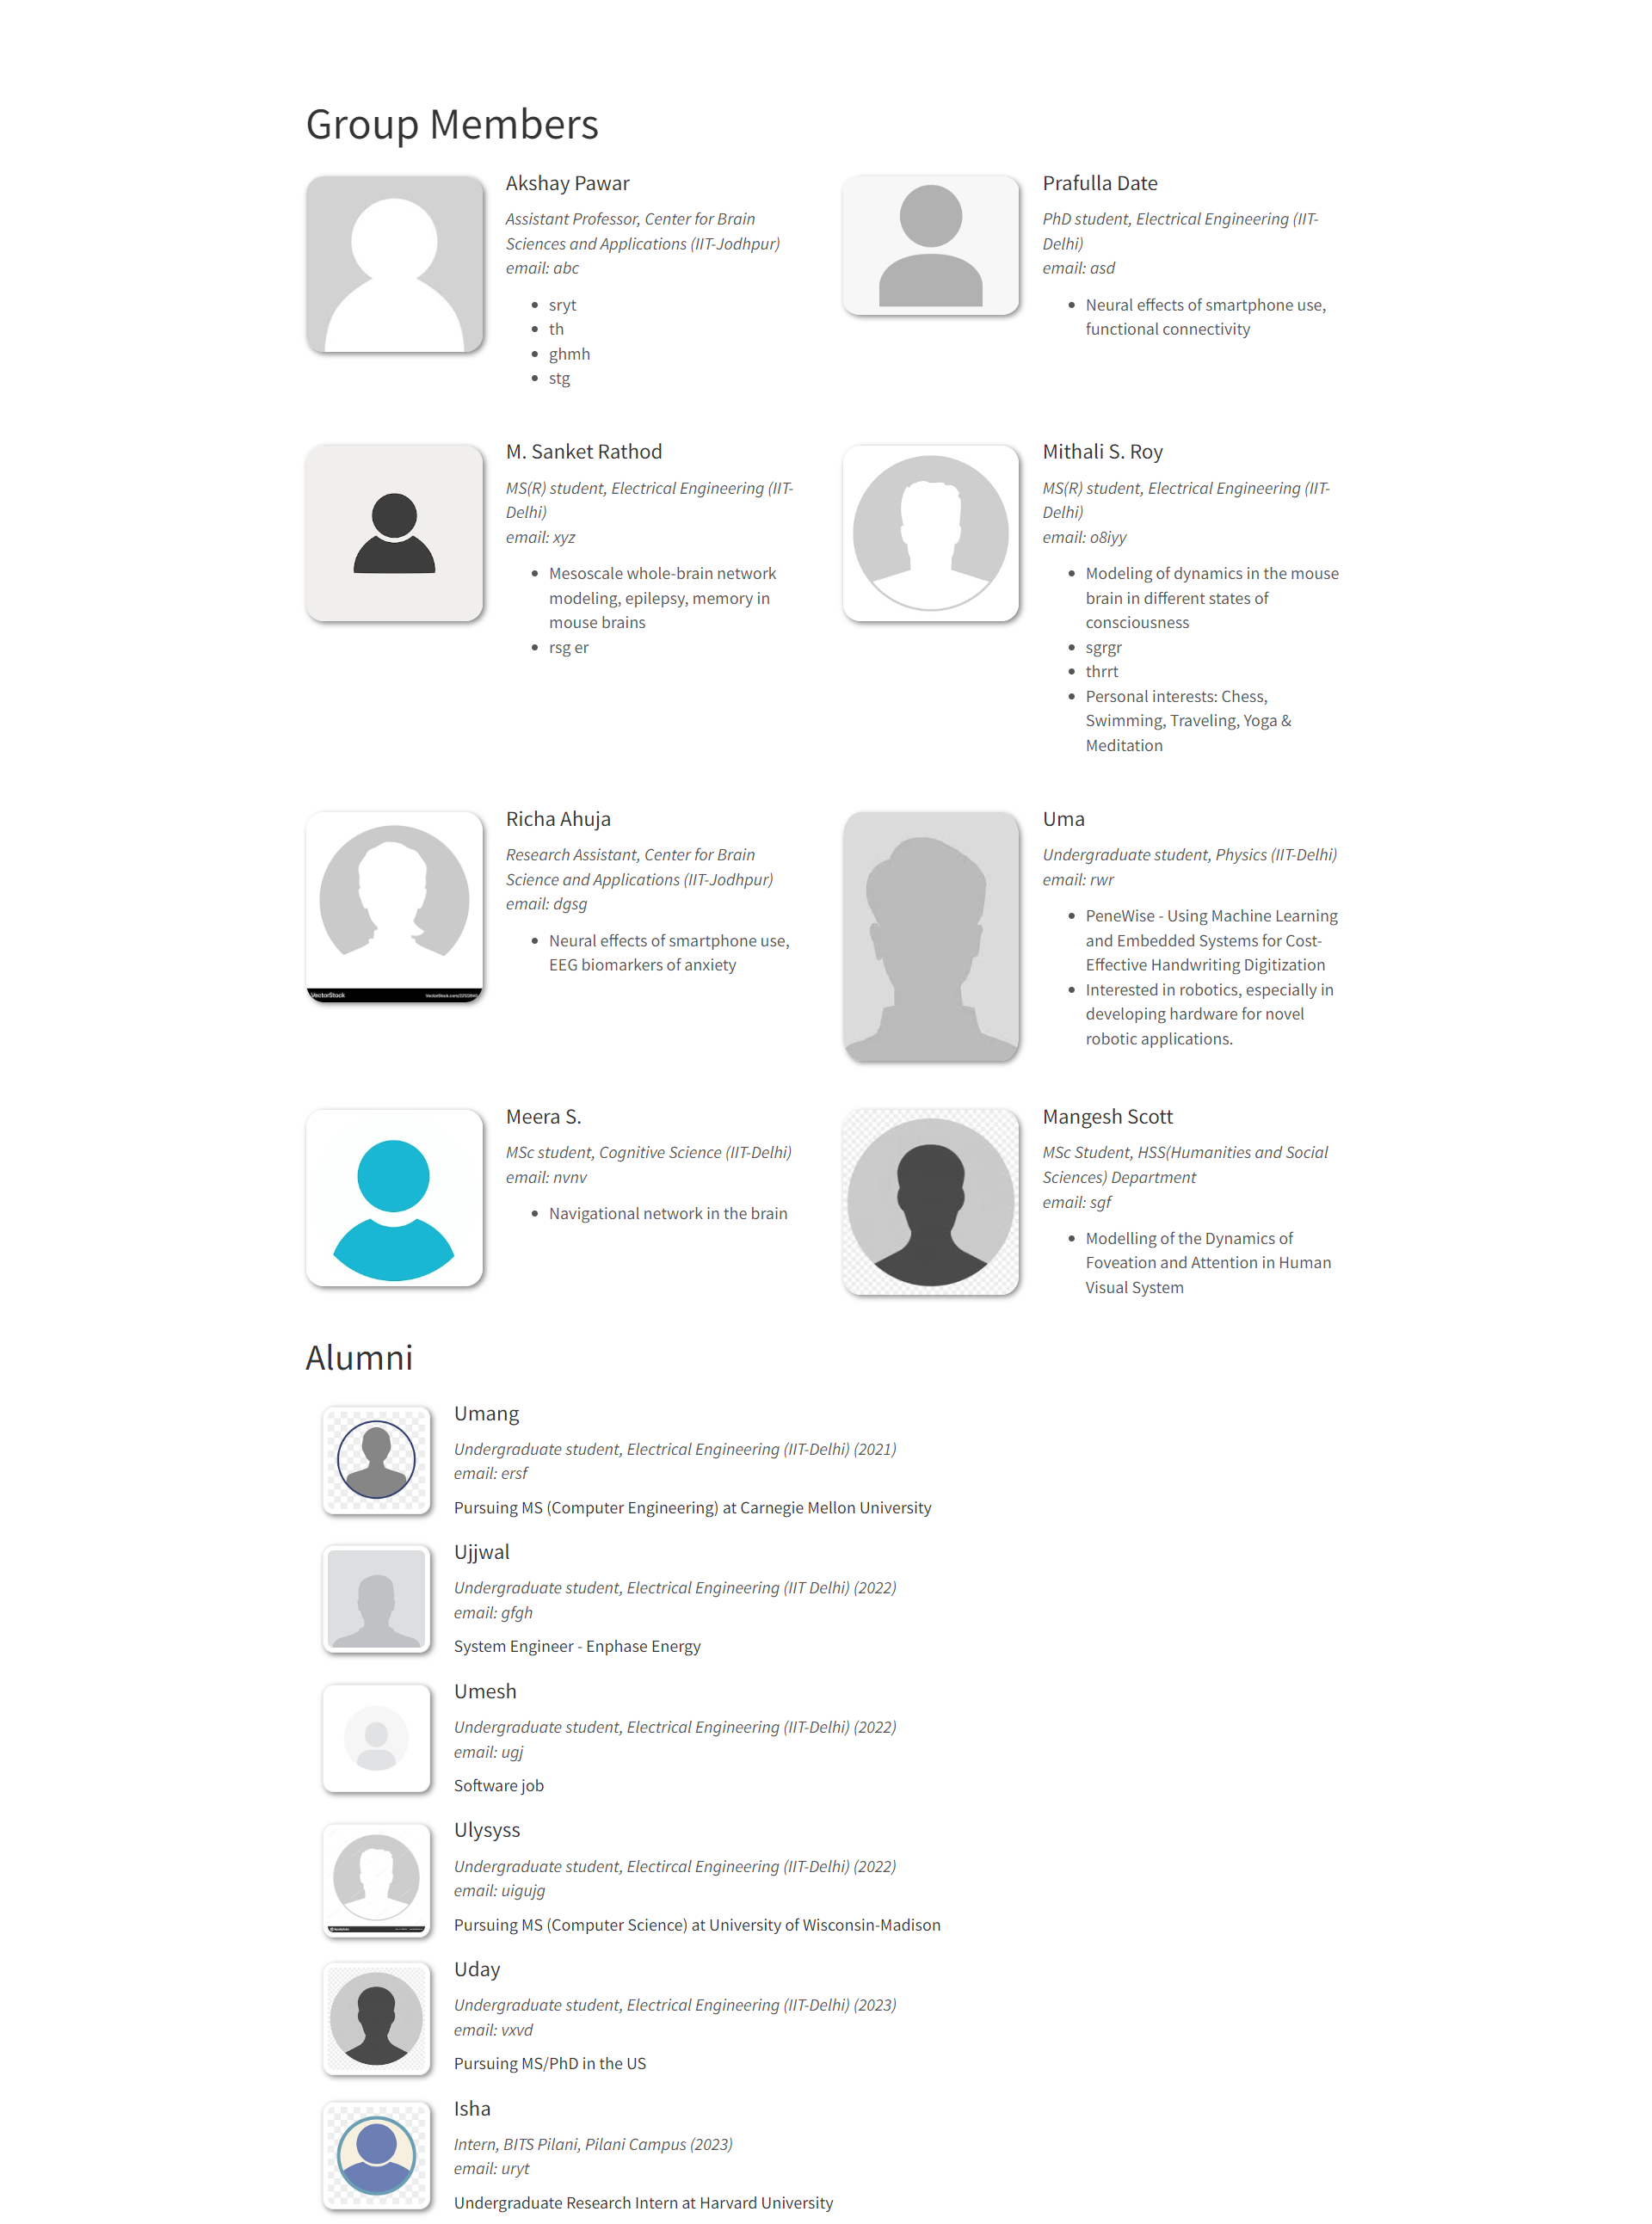 Group Members
Akshay Pawar
Assistant Professor, Center for Brain
Sciences and Applications (IIT-Jodhpur)
email: abc
sryt
th
ghmh
stg
Prafulla Date
PhD student, Electrical Engineering (IIT-
Delhi)
email: asd
Neural effects of smartphone use,
functional connectivity
M. Sanket Rathod
MS(R) student, Electrical Engineering (IIT-
Delhi)
email: xyz
Mesoscale whole-brain network
modeling, epilepsy, memory in
mouse brains
rsg er
Mithali S. Roy
MS(R) student, Electrical Engineering (IIT-
Delhi)
email: o8iyy
Modeling of dynamics in the mouse
brain in different states of
consciousness
sgrgr
thrrt
Personal interests: Chess,
Swimming, Traveling, Yoga &
Meditation
VectorStock
Richa Ahuja
Research Assistant, Center for Brain
Science and Applications (IIT-Jodhpur)
email: dgsg
Neural effects of smartphone use,
EEG biomarkers of anxiety
Uma
Undergraduate student, Physics (IIT-Delhi)
email: rwr
PeneWise - Using Machine Learning
and Embedded Systems for Cost-
Effective Handwriting Digitization
Interested in robotics, especially in
developing hardware for novel
robotic applications.
Meera S.
MSc student, Cognitive Science (IIT-Delhi)
email: nvnv
Navigational network in the brain
Mangesh Scott
MSc Student, HSS(Humanities and Social
Sciences) Department
email: sgf
Modelling of the Dynamics of
Foveation and Attention in Human
Visual System
Alumni
Umang
Undergraduate student, Electrical Engineering (IIT-Delhi) (2021)
email: ersf
Pursuing MS (Computer Engineering) at Carnegie Mellon University
Ujjwal
Undergraduate student, Electrical Engineering (IIT Delhi) (2022)
email: gfgh
System Engineer - Enphase Energy
Umesh
Undergraduate student, Electrical Engineering (IIT-Delhi) (2022)
email: ugj
Software job
Ulysyss
Undergraduate student, Electircal Engineering (IIT-Delhi) (2022)
email: uigujg
Pursuing MS (Computer Science) at University of Wisconsin-Madison
Uday
Undergraduate student, Electrical Engineering (IIT-Delhi) (2023)
email: vxvd
Pursuing MS/PhD in the US
Isha
Intern, BITS Pilani, Pilani Campus (2023)
email: uryt
Undergraduate Research Intern at Harvard University